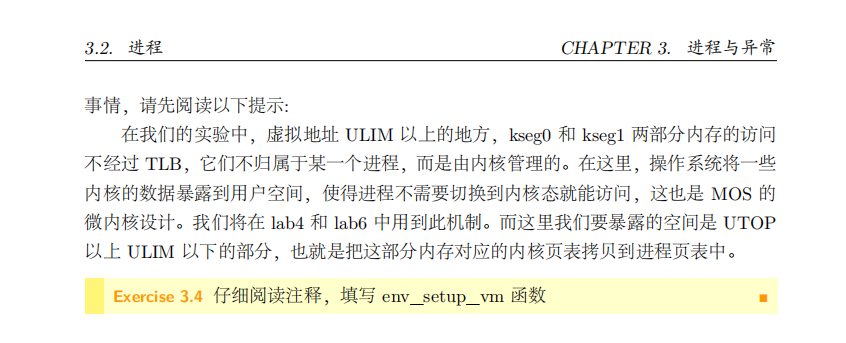 3.2. 进程 CHAPTER 3. 进程与异常
事情，请先阅读以下提示:
在我们的实验中，虚拟地址 ULIM 以上的地方，kseg0 和 kseg1 两部分内存的访问
不经过 TLB，它们不归属于某一个进程，而是由内核管理的。在这里，操作系统将一些
内核的数据暴露到用户空间，使得进程不需要切换到内核态就能访问，这也是 MOS 的
微内核设计。我们将在 lab4 和 lab6 中用到此机制。而这里我们要暴露的空间是 UTOP
以上 ULIM 以下的部分，也就是把这部分内存对应的内核页表拷贝到进程页表中。
Exercise 3.4 仔细阅读注释，填写 env_setup_vm 函数